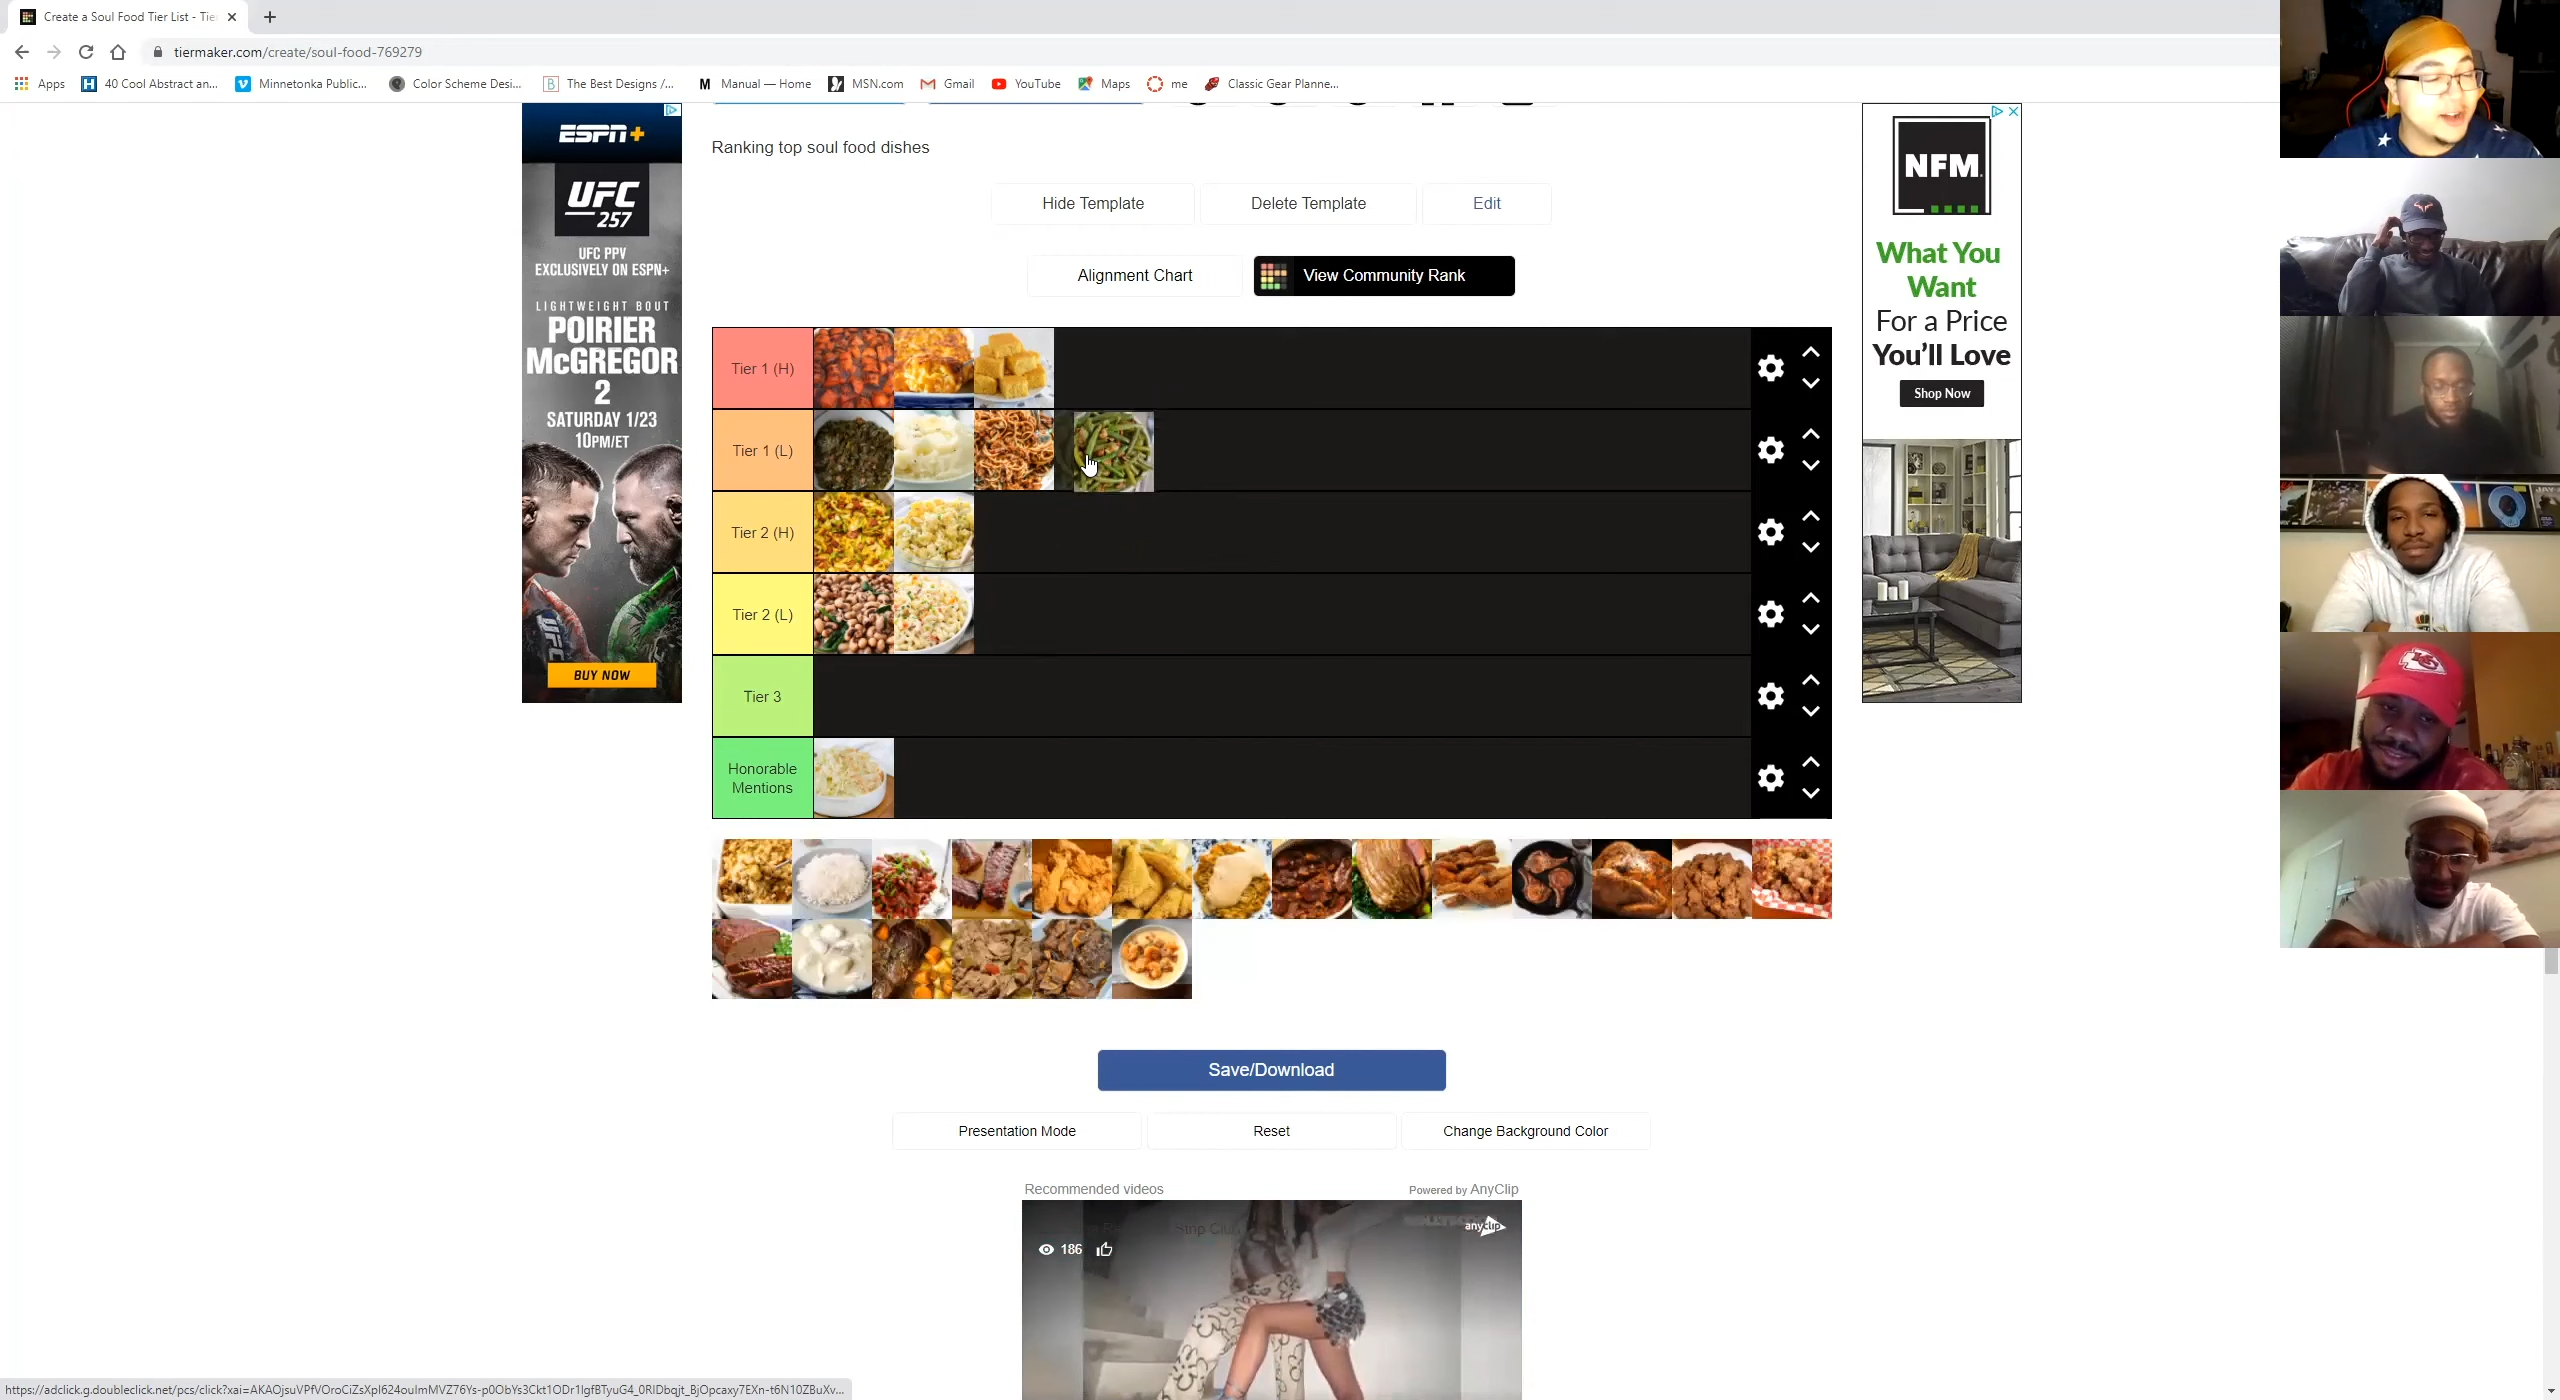 Create a Soul Food Tier List - Tie
tiermaker.com/create/soul-food-769279
Apps
40 Cool Abstract an...
Minnetonka Public...
Color Scheme Desi...
The Best Designs /...
M Manual — Home
MSN.com
Gmail
YouTube
Maps
me
Classic Gear Planne...
Ranking top soul food dishes
Hide Template
Delete Template
Edit
Alignment Chart
View Community Rank
ESPN+
UFC
257
UFC PPV
EXCLUSIVELY ON ESPN+
LIGHTWEIGHT BOUT
POIRIER
McGREGOR
2
SATURDAY 1/23
10PM/ET
UFC
BUY NOW
Tier 1 (H)
Tier 1 (L)
Tier 2 (H)
Tier 2 (L)
Tier 3
Honorable
Mentions
NFM
What You
Want
For a Price
You'll Love
Shop Now
KC
Save/Download
Presentation Mode
Reset
Change Background Color
Recommended videos
Powered by AnyClip
Strip
anyclip
186